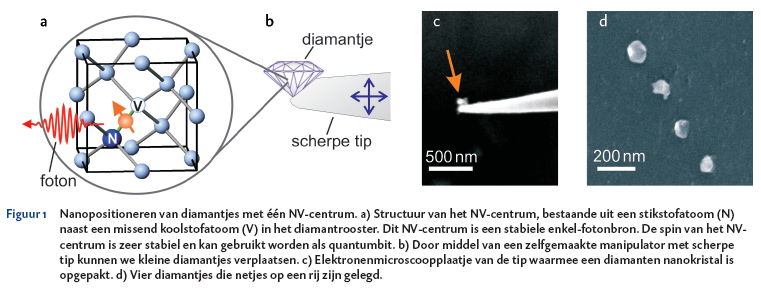 a
b
c
d
diamantje
V
N
foton
scherpe tip
500 nm
200 nm
Figuur 1 Nanopositioneren van diamantjes met één NV-centrum. a) Structuur van het NV-centrum, bestaande uit een stikstofatoom (N)
naast een missend koolstofatoom (V) in het diamantrooster. Dit NV-centrum is een stabiele enkel-fotonbron. De spin van het NV-
centrum is zeer stabiel en kan gebruikt worden als quantumbit. b) Door middel van een zelfgemaakte manipulator met scherpe
tip kunnen we kleine diamantjes verplaatsen. c) Elektronenmicroscoopplaatje van de tip waarmee een diamanten nanokristal is
opgepakt. d) Vier diamantjes die netjes op een rij zijn gelegd.